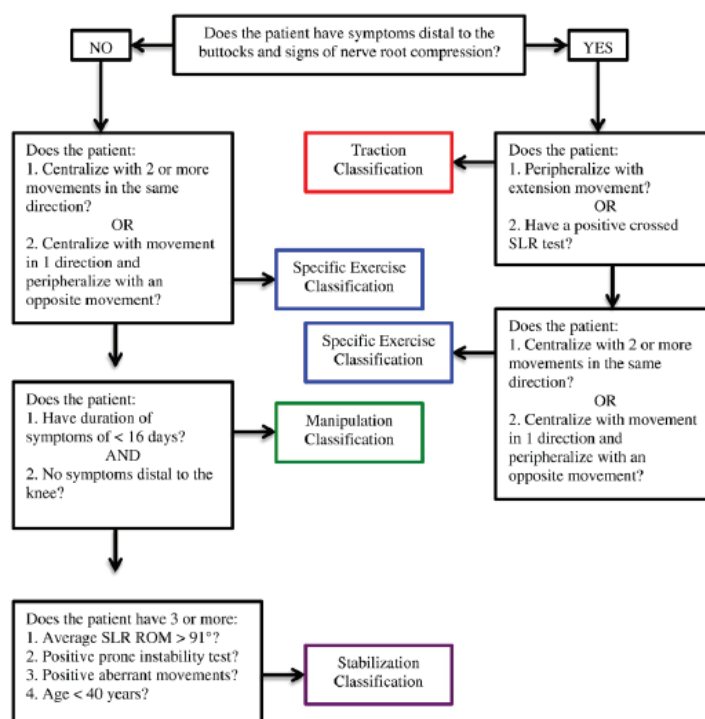 Does the patient have symptoms distal to the
buttocks and signs of nerve root compression?
NO
YES
Does the patient:
1. Centralize with 2 or more
movements in the same
direction?
OR
2. Centralize with movement
in 1 direction and
peripheralize with an
opposite movement?
Traction
Classification
Does the patient:
1. Peripheralize with
extension movement?
OR
2. Have a positive crossed
SLR test?
Specific Exercise
Classification
Specific Exercise
Classification
Does the patient:
1. Centralize with 2 or more
movements in the same
direction?
OR
2. Centralize with movement
in 1 direction and
peripheralize with an
opposite movement?
Does the patient:
1. Have duration of
symptoms of < 16 days?
AND
2. No symptoms distal to the
knee?
Manipulation
Classification
Does the patient have 3 or more:
1. Average SLR ROM > 91°?
2. Positive prone instability test?
3. Positive aberrant movements?
4. Age < 40 years?
Stabilization
Classification